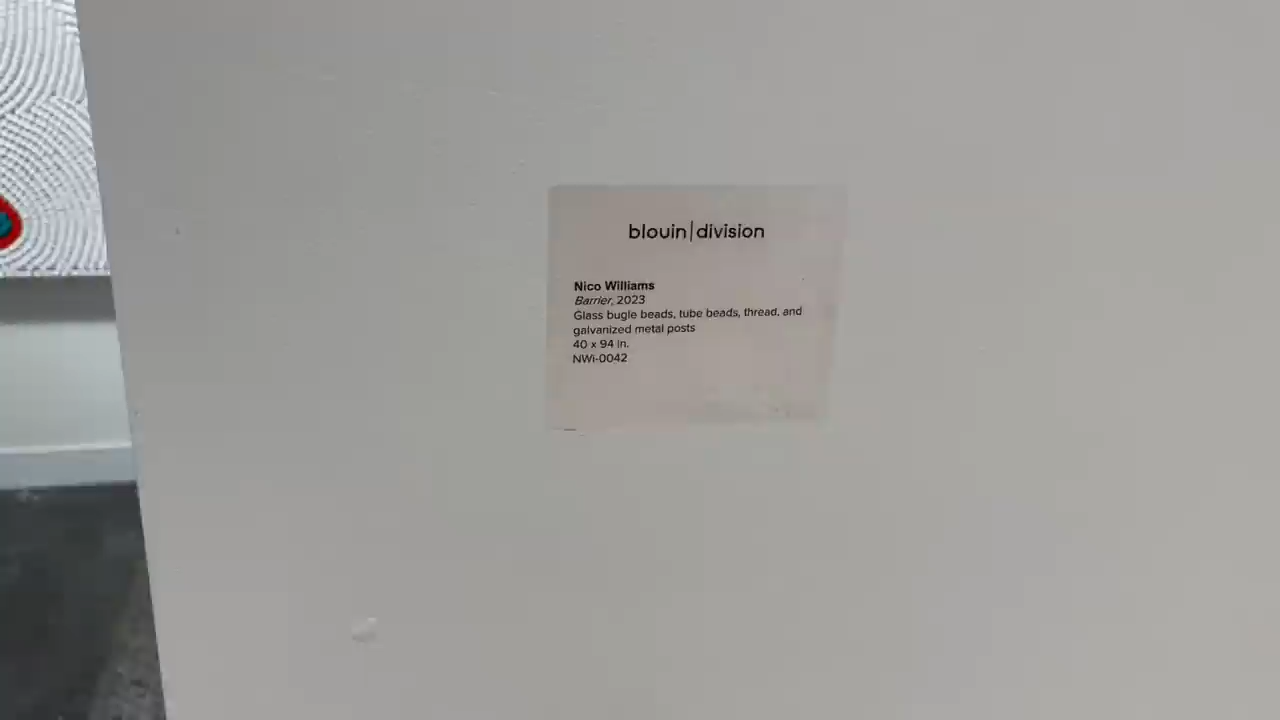 blouin|division
Nico Williams
Barrier, 2023
Glass bugle beads, tube beads, thread, and
galvanized metal posts
40 x 94 in.
NWi-0042